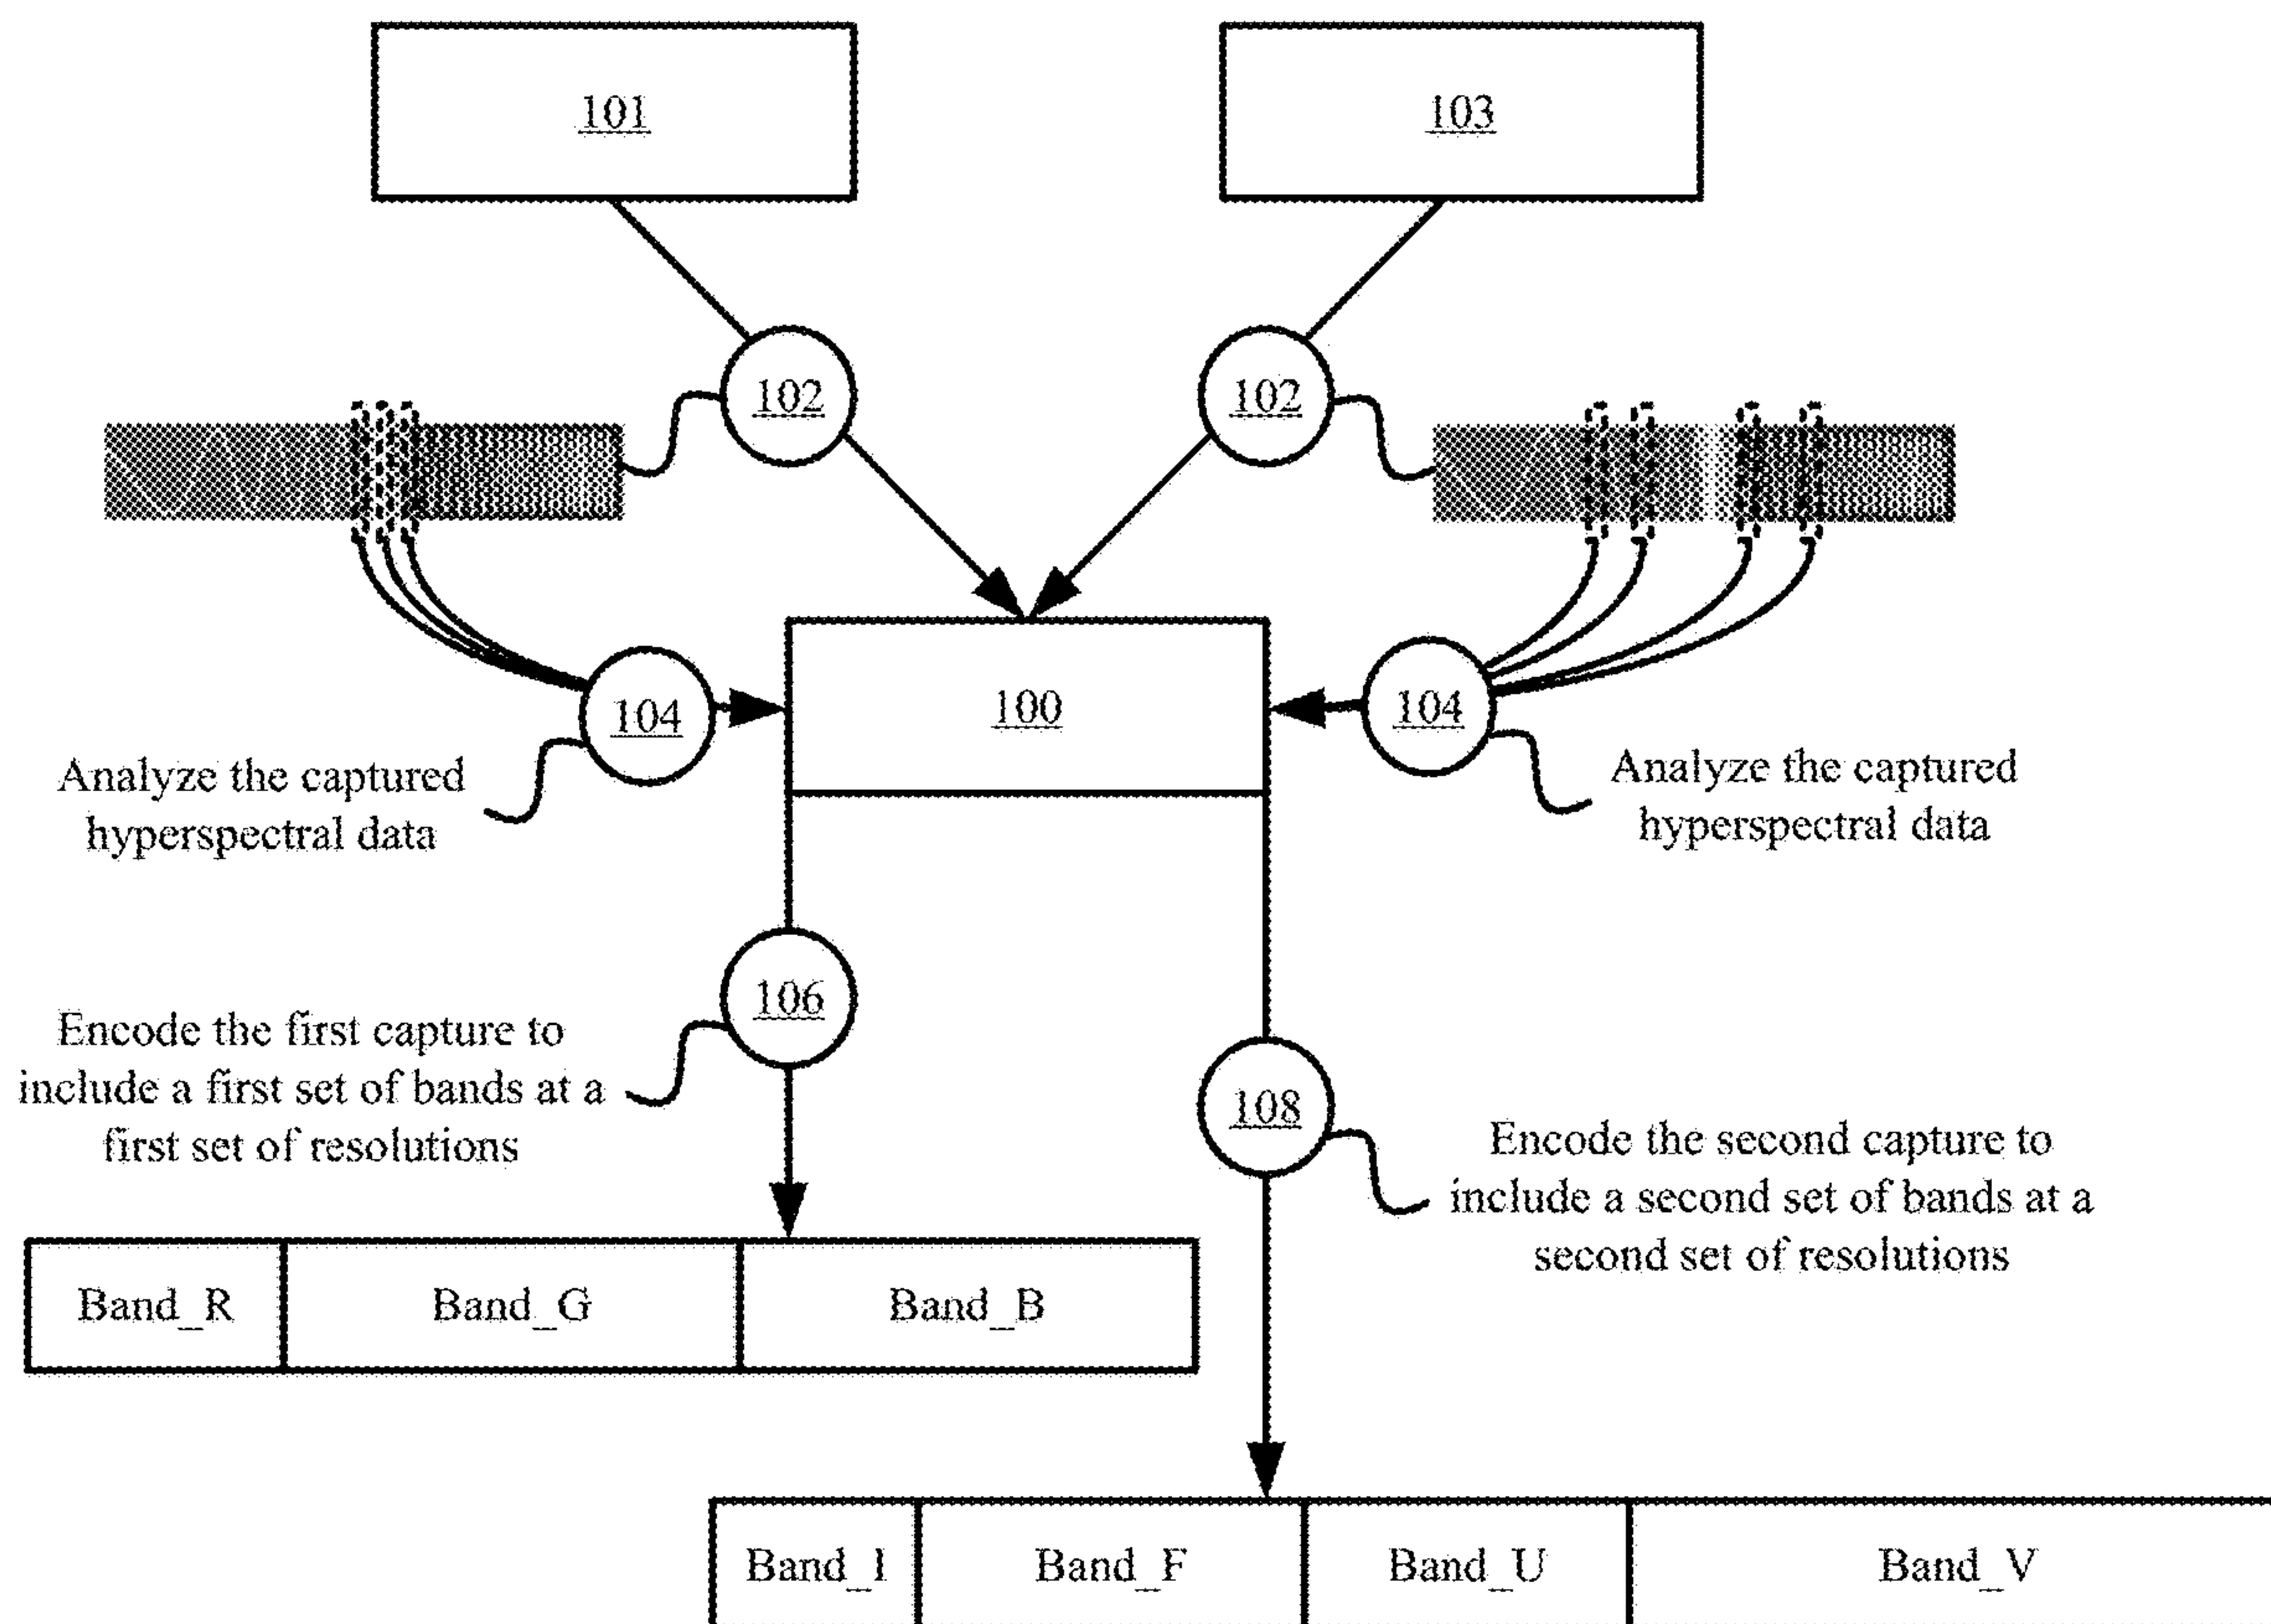 101
103
102
102
104
100
104
Analyze the captured
hyperspectral data
Analyze the captured
hyperspectral data
106
Encode the first capture to
include a first set of bands at a
first set of resolutions
108
Encode the second capture to
include a second set of bands at a
second set of resolutions
Band_R
Band_G
Band_B
Band_I
Band_F
Band_U
Band_V